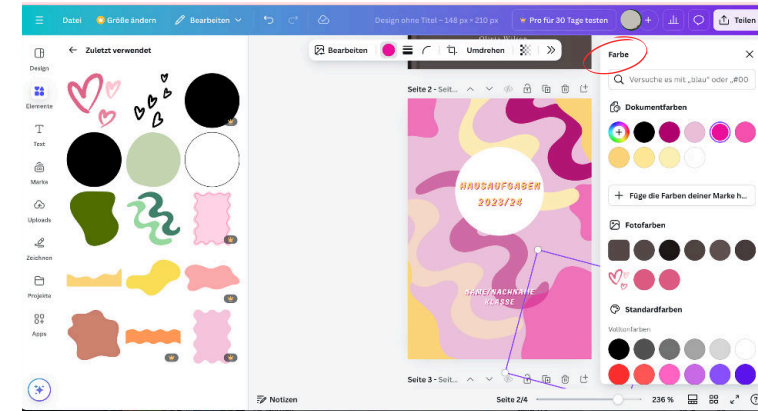 Datei Größe ändern Bearbeiten Design ohne Titel – 148 px × 210 px Pro für 30 Tage testen + Teilen
Design
Elemente
Text
Marke
Uploads
Zeichnen
Projekte
Apps
← Zuletzt verwendet
Bearbeiten Umdrehen
Seite 2 - Seit...
HAUSAUFGABEN
2023/24
NAME/NACHNAME
KLASSE
Seite 3 - Seit...
Notizen
Seite 2/4
236 %
Farbe
Versuche es mit „blau" oder „#00
Dokumentfarben
+ Füge die Farben deiner Marke h...
Fotofarben
Standardfarben
Volltonfarben